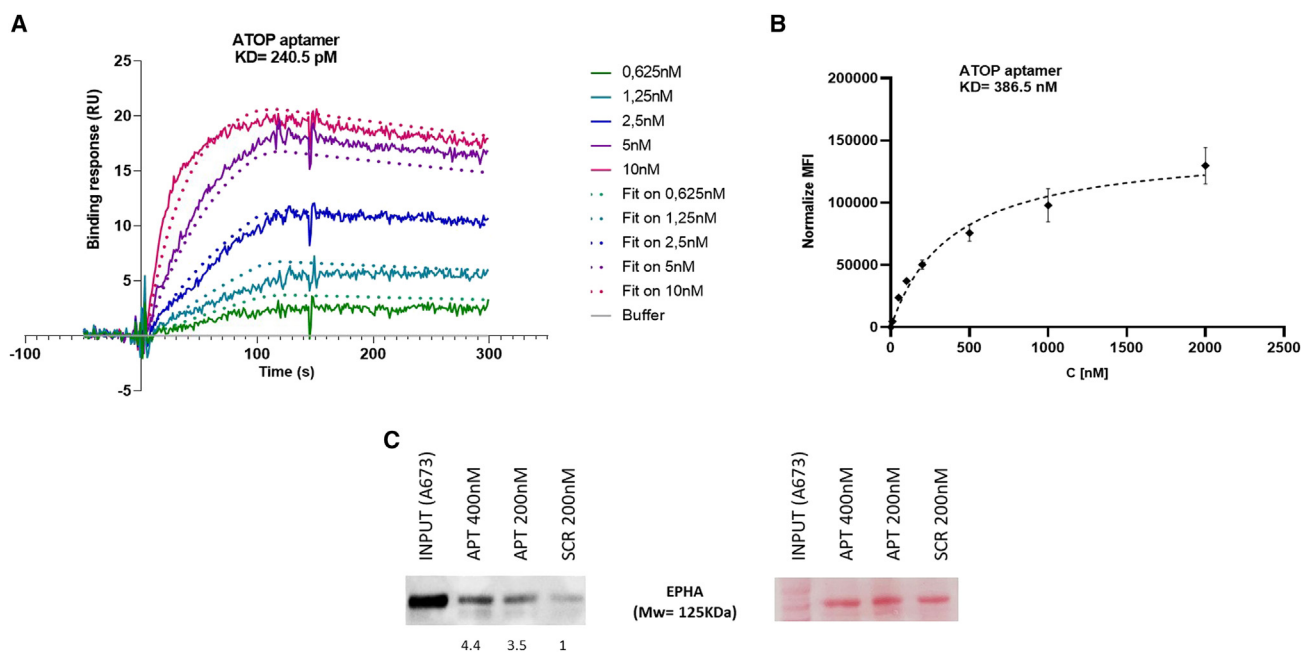 A
ATOP aptamer
KD= 240.5 pM
25
20
15
10
5
-5
-100
100
200
300
Binding response (RU)
Time (s)
0,625nM
1,25nM
2,5nM
5nM
10nM
Fit on 0,625nM
Fit on 1,25nM
Fit on 2,5nM
Fit on 5nM
Fit on 10nM
Buffer
B
ATOP aptamer
KD= 386.5 nM
200000
150000
100000
50000
0
0
500
1000
1500
2000
2500
Normalize MFI
C [nM]
C
INPUT (A673)
APT 400nM
APT 200nM
SCR 200nM
EPHA
(Mw= 125KDa)
4.4
3.5
1
INPUT (A673)
APT 400nM
APT 200nM
SCR 200nM